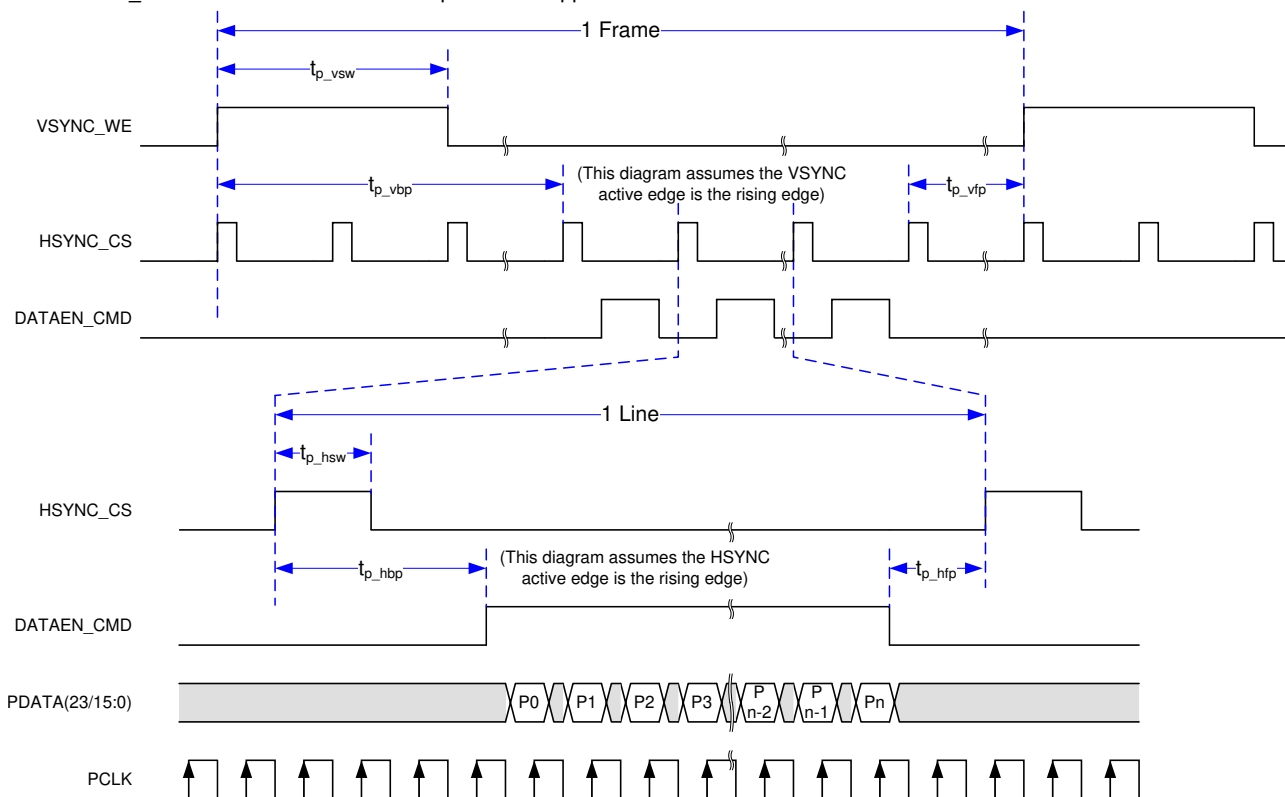 1 Frame
tp_vsw
VSYNC_WE
(This diagram assumes the VSYNC
active edge is the rising edge)
tp_vbp
tp_vfp
HSYNC_CS
DATAEN_CMD
1 Line
tp_hsw
HSYNC_CS
(This diagram assumes the HSYNC
active edge is the rising edge)
tp_hbp
tp_hfp
DATAEN_CMD
PDATA(23/15:0)
P0
P1
P2
P3
P
n-2
P
n-1
Pn
PCLK